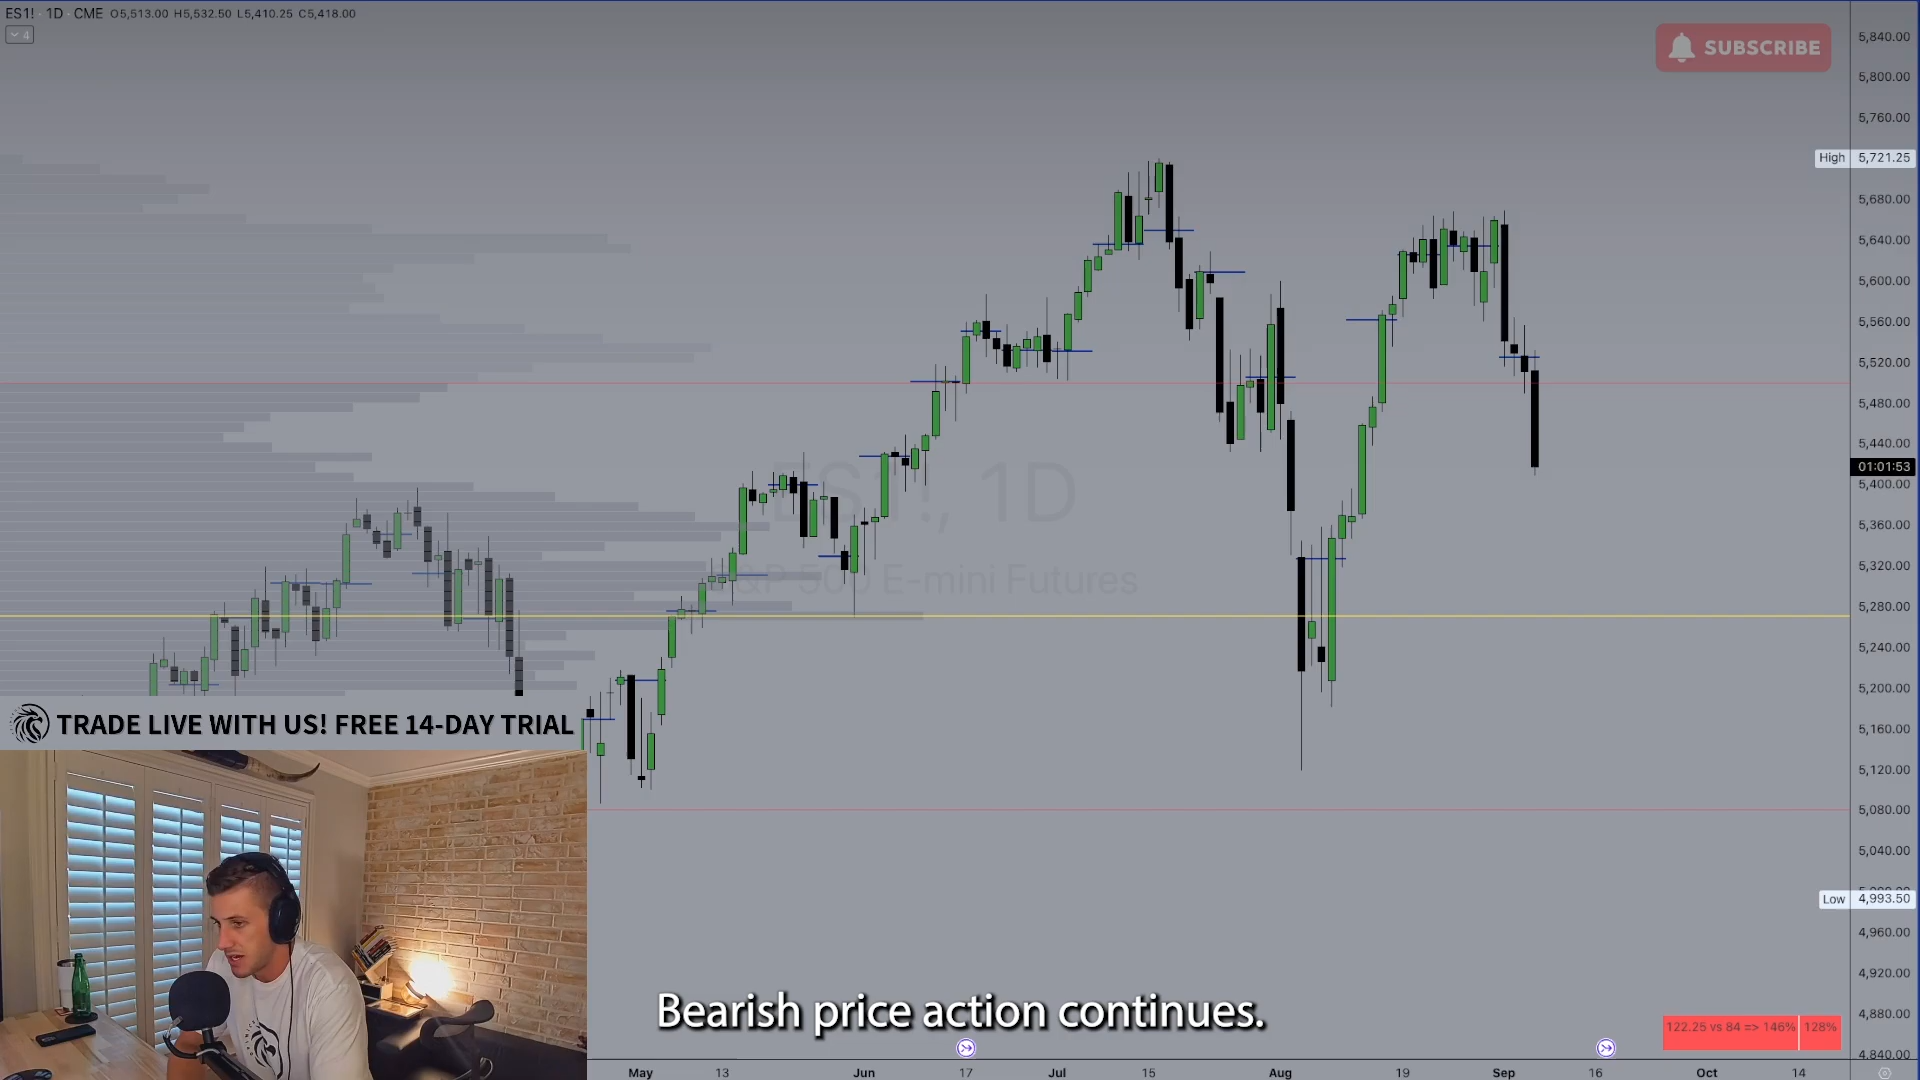 ES1! · 1D · CME O5,513.00 H5,532.50 L5,410.25 C5,418.00
4
SUBSCRIBE
5,840.00
5,800.00
5,760.00
High 5,721.25
5,680.00
5,640.00
5,600.00
5,560.00
5,520.00
5,480.00
5,440.00
01:01:53
5,400.00
5,360.00
5,320.00
5,280.00
5,240.00
5,200.00
5,160.00
5,120.00
5,080.00
5,040.00
Low 4,993.50
4,960.00
4,920.00
4,880.00
4,840.00
ES1!, 1D
S&P 500 E-mini Futures
TRADE LIVE WITH US! FREE 14-DAY TRIAL
Bearish price action continues.
122.25 vs 84 => 146% 128%
May 13 Jun 17 Jul 15 Aug 19 Sep 16 Oct 14